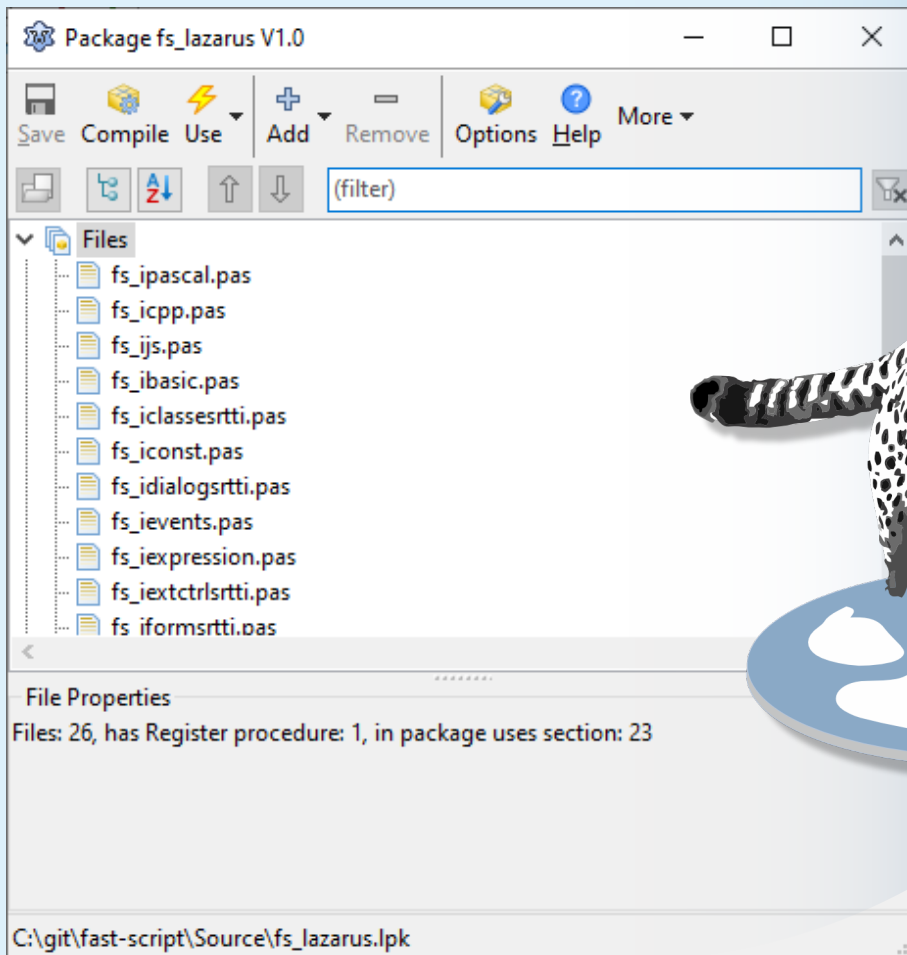 Package fs_lazarus V1.0
Save Compile Use Add Remove Options Help More
(filter)
Files
fs_ipascal.pas
fs_icpp.pas
fs_ijs.pas
fs_ibasic.pas
fs_iclassesrtti.pas
fs_iconst.pas
fs_idialogsrtti.pas
fs_ievents.pas
fs_iexpression.pas
fs_iextctrlsrtti.pas
fs_iformsrtti.pas
File Properties
Files: 26, has Register procedure: 1, in package uses section: 23
C:\git\fast-script\Source\fs_lazarus.lpk